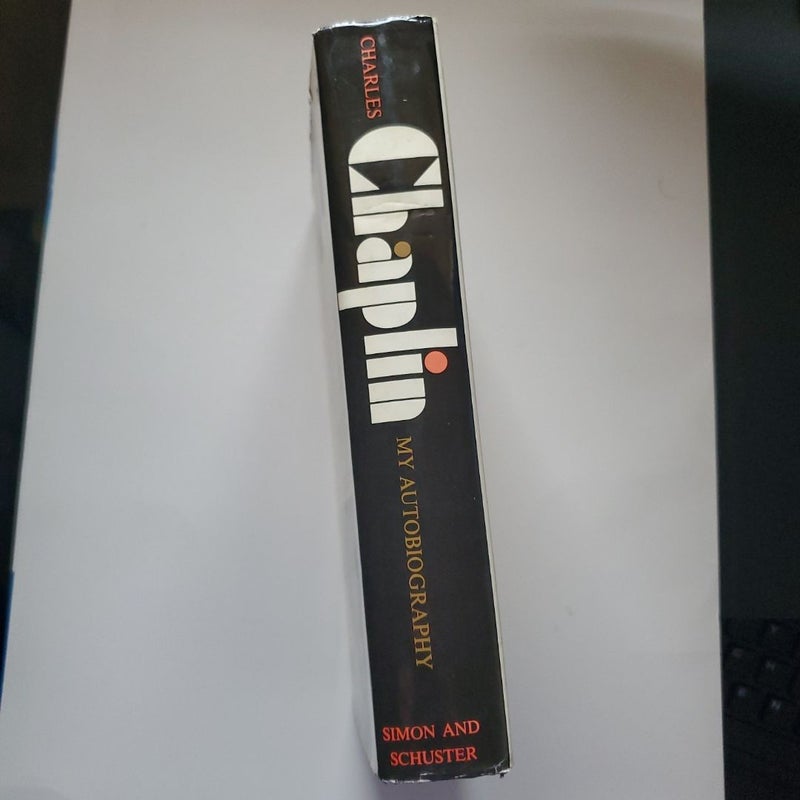 CHARLES
Chaplin
MY AUTOBIOGRAPHY
SIMON AND
SCHUSTER